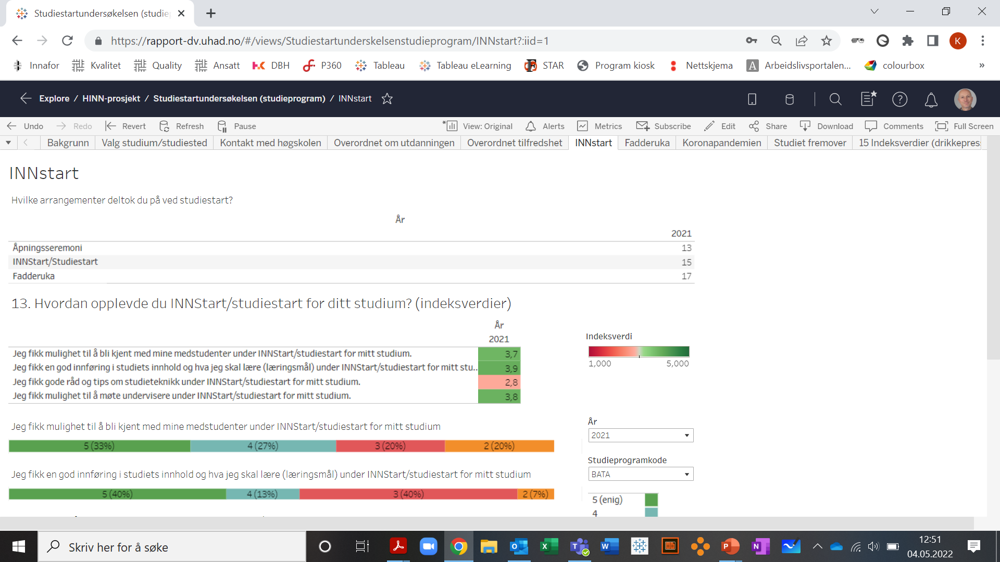 Studiestartundersøkelsen (studie
https://rapport-dv.uhad.no/#/views/Studiestartunderskelsenstudieprogram/INNstart?:iid=1
K
Innafor Kvalitet Quality Ansatt DBH P360 Tableau Tableau eLearning STAR Program kiosk Nettskjema A Arbeidslivsportalen... colourbox »
Explore / HINN-prosjekt / Studiestartundersøkelsen (studieprogram) / INNstart
Undo Redo Revert Refresh Pause View: Original Alerts Metrics Subscribe Edit Share Download Comments Full Screen
Bakgrunn Valg studium/studiested Kontakt med høgskolen Overordnet om utdanningen Overordnet tilfredshet INNstart Fadderuka Koronapandemien Studiet fremover 15 Indeksverdier (drikkepres
INNstart
Hvilke arrangementer deltok du på ved studiestart?
År
2021
Åpningsseremoni 13
INNStart/Studiestart 15
Fadderuka 17
13. Hvordan opplevde du INNStart/studiestart for ditt studium? (indeksverdier)
År
2021
Jeg fikk mulighet til å bli kjent med mine medstudenter under INNStart/studiestart for mitt studium. 3,7
Jeg fikk en god innføring i studiets innhold og hva jeg skal lære (læringsmål) under INNStart/studiestart for mitt stu.. 3,9
Jeg fikk gode råd og tips om studieteknikk under INNStart/studiestart for mitt studium. 2,8
Jeg fikk mulighet til å møte undervisere under INNStart/studiestart for mitt studium. 3,8
Indeksverdi
1,000 5,000
Jeg fikk mulighet til å bli kjent med mine medstudenter under INNStart/studiestart for mitt studium
5 (33%) 4 (27%) 3 (20%) 2 (20%)
År
2021
Studieprogramkode
BATA
Jeg fikk en god innføring i studiets innhold og hva jeg skal lære (læringsmål) under INNStart/studiestart for mitt studium
5 (40%) 4 (13%) 3 (40%) 2 (7%)
5 (enig)
4
Skriv her for å søke
12:51
04.05.2022